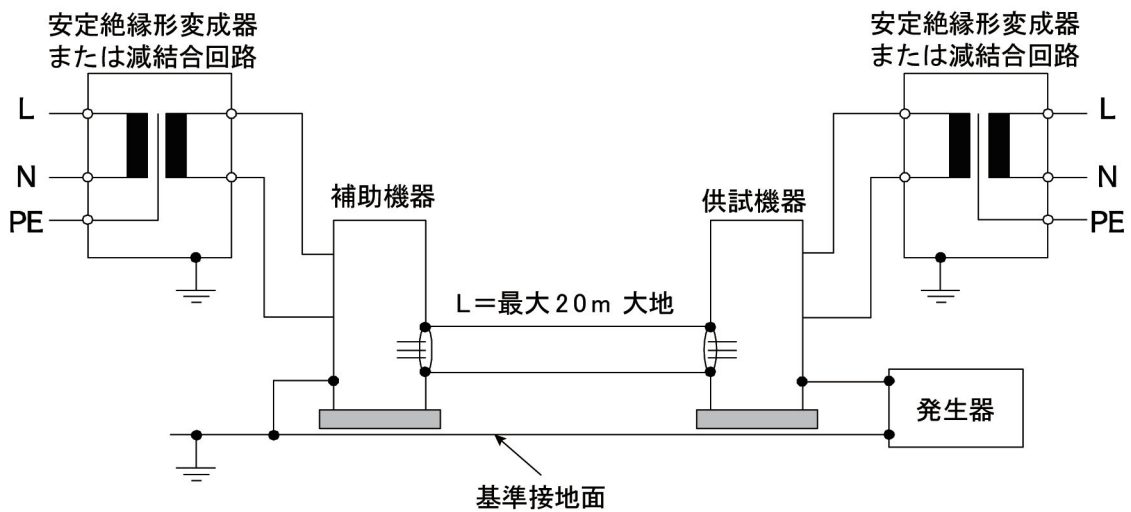 安定絶縁形変成器
または減結合回路
安定絶縁形変成器
または減結合回路
L
N
PE
L
N
PE
補助機器
供試機器
L＝最大20m 大地
発生器
基準接地面